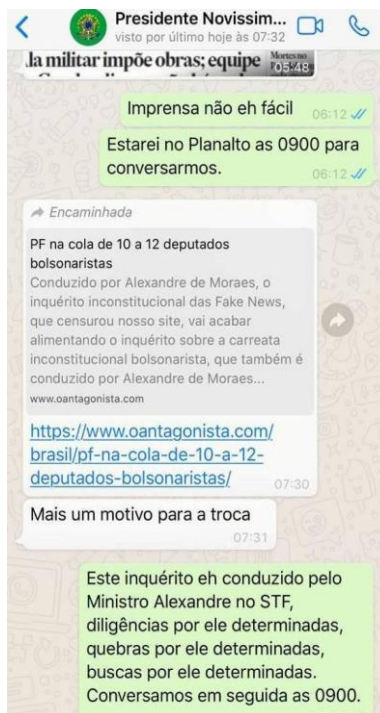 Presidente Novissim...
visto por último hoje às 07:32
la militar impõe obras; equipe
Mortes no
05:48
Imprensa não eh fácil
06:12
Estarei no Planalto as 0900 para
conversarmos.
06:12
Encaminhada
PF na cola de 10 a 12 deputados
bolsonaristas
Conduzido por Alexandre de Moraes, o
inquérito inconstitucional das Fake News,
que censurou nosso site, vai acabar
alimentando o inquérito sobre a carreata
inconstitucional bolsonarista, que também é
conduzido por Alexandre de Moraes...
www.oantagonista.com
https://www.oantagonista.com/
brasil/pf-na-cola-de-10-a-12-
deputados-bolsonaristas/
07:30
Mais um motivo para a troca
07:31
Este inquérito eh conduzido pelo
Ministro Alexandre no STF,
diligências por ele determinadas,
quebras por ele determinadas,
buscas por ele determinadas.
Conversamos em seguida as 0900.